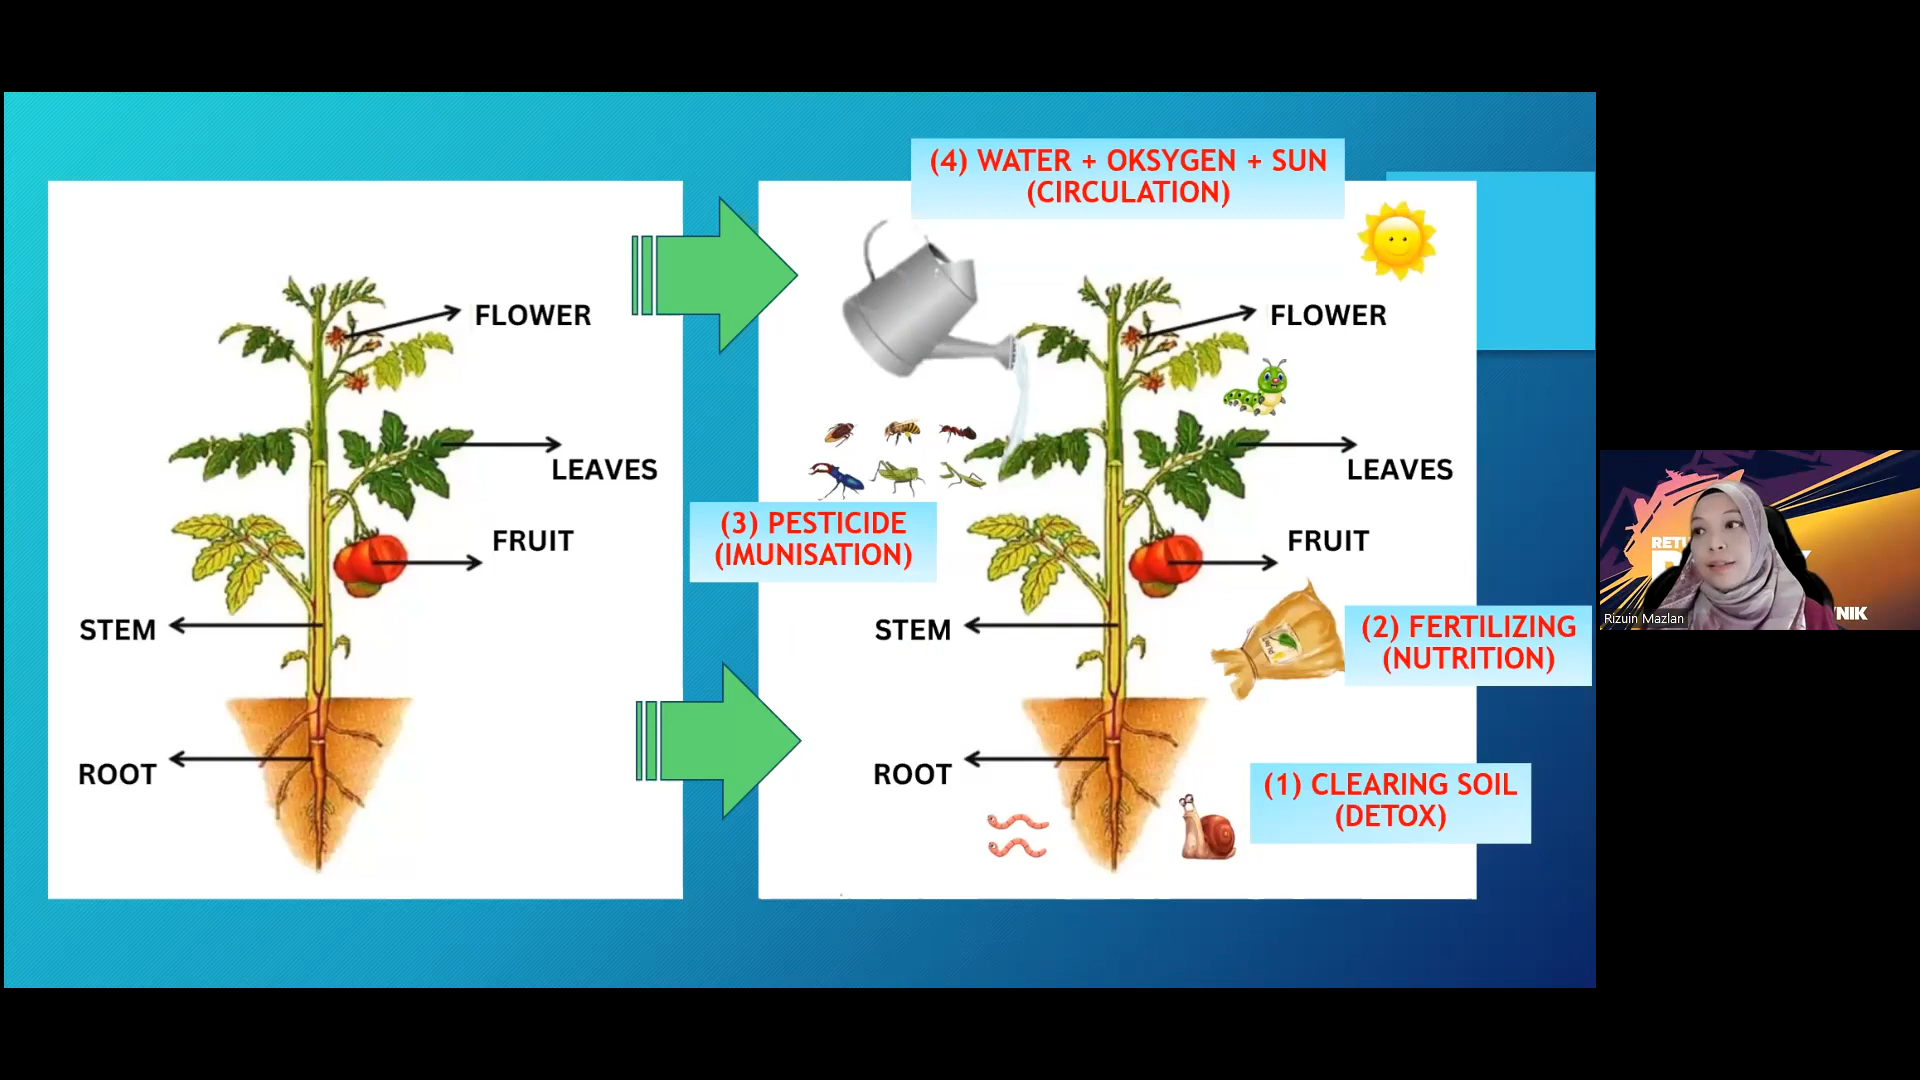 FLOWER
LEAVES
FRUIT
STEM
ROOT
(4) WATER + OKSYGEN + SUN
(CIRCULATION)
FLOWER
LEAVES
(3) PESTICIDE
(IMUNISATION)
FRUIT
STEM
(2) FERTILIZING
(NUTRITION)
ROOT
(1) CLEARING SOIL
(DETOX)
Rizuin Mazlan